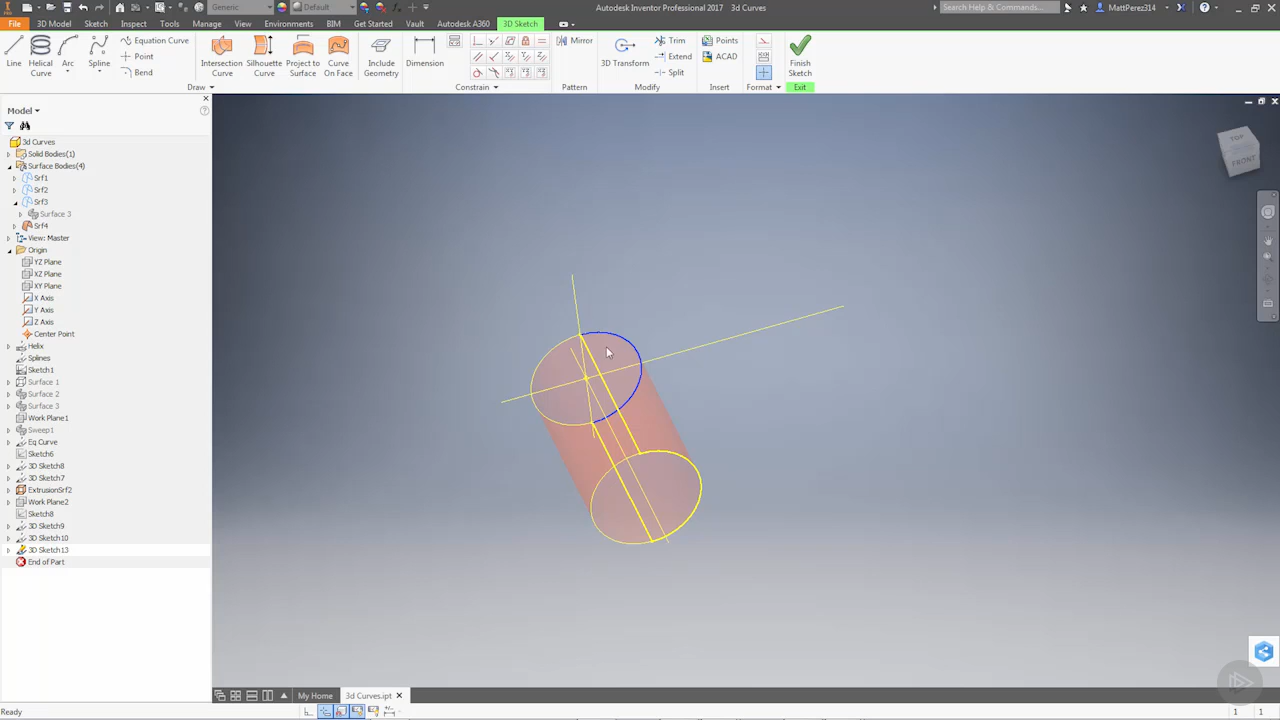 Generic
Default
Autodesk Inventor Professional 2017
3d Curves
Search Help & Commands...
MattPerez314
File
3D Model
Sketch
Inspect
Tools
Manage
View
Environments
BIM
Get Started
Vault
Autodesk A360
3D Sketch
Line
Helical
Curve
Arc
Spline
Equation Curve
Point
Bend
Draw
Intersection
Curve
Silhouette
Curve
Project to
Surface
Curve
On Face
Include
Geometry
Dimension
Constrain
Mirror
Pattern
3D Transform
Trim
Extend
Split
Modify
Points
ACAD
Insert
Format
Finish
Sketch
Exit
Model
3d Curves
Solid Bodies(1)
Surface Bodies(4)
Srf1
Srf2
Srf3
Surface 3
Srf4
View: Master
Origin
YZ Plane
XZ Plane
XY Plane
X Axis
Y Axis
Z Axis
Center Point
Helix
Splines
Sketch1
Surface 1
Surface 2
Surface 3
Work Plane1
Sweep1
Eq Curve
Sketch6
3D Sketch8
3D Sketch7
ExtrusionSrf2
Work Plane2
Sketch8
3D Sketch9
3D Sketch10
3D Sketch13
End of Part
TOP
FRONT
My Home
3d Curves.ipt
Ready
1
1